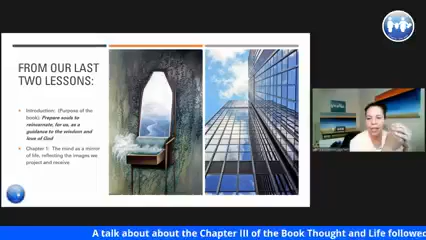 FROM OUR LAST
TWO LESSONS:
Introduction: (Purpose of the
book): Prepare souls to
reincarnate, for us, as a
guidance to the wisdom and
love of God
Chapter 1: The mind as a mirror
of life, reflecting the images we
project and receive
A talk about about the Chapter III of the Book Thought and Life followed